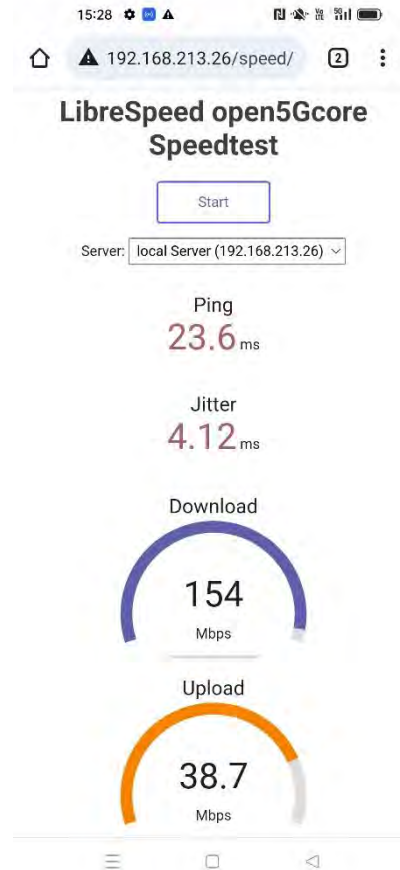 15:28
192.168.213.26/speed/
2
LibreSpeed open5Gcore
Speedtest
Start
Server: local Server (192.168.213.26)
Ping
23.6 ms
Jitter
4.12 ms
Download
154
Mbps
Upload
38.7
Mbps